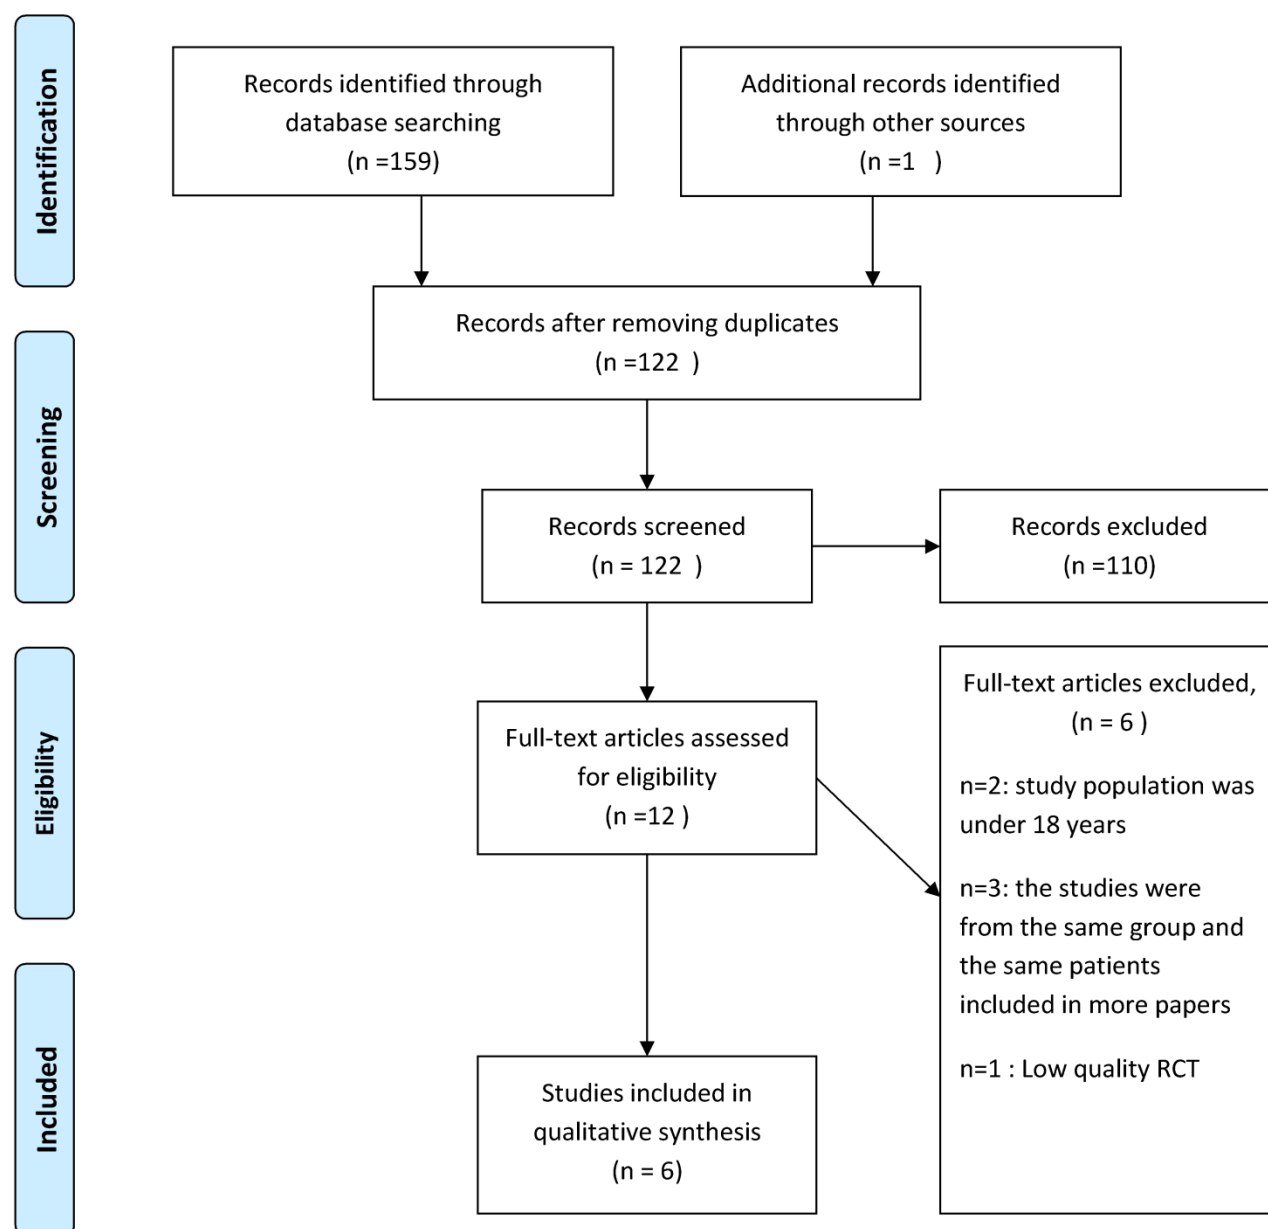 Identification
Records identified through
database searching
(n =159)
Additional records identified
through other sources
(n =1   )
Records after removing duplicates
(n =122  )
Screening
Records screened
(n = 122  )
Records excluded
(n =110)
Eligibility
Full-text articles assessed
for eligibility
(n =12 )
Full-text articles excluded,
(n = 6 )
n=2: study population was
under 18 years
n=3: the studies were
from the same group and
the same patients
included in more papers
n=1 : Low quality RCT
Included
Studies included in
qualitative synthesis
(n = 6)